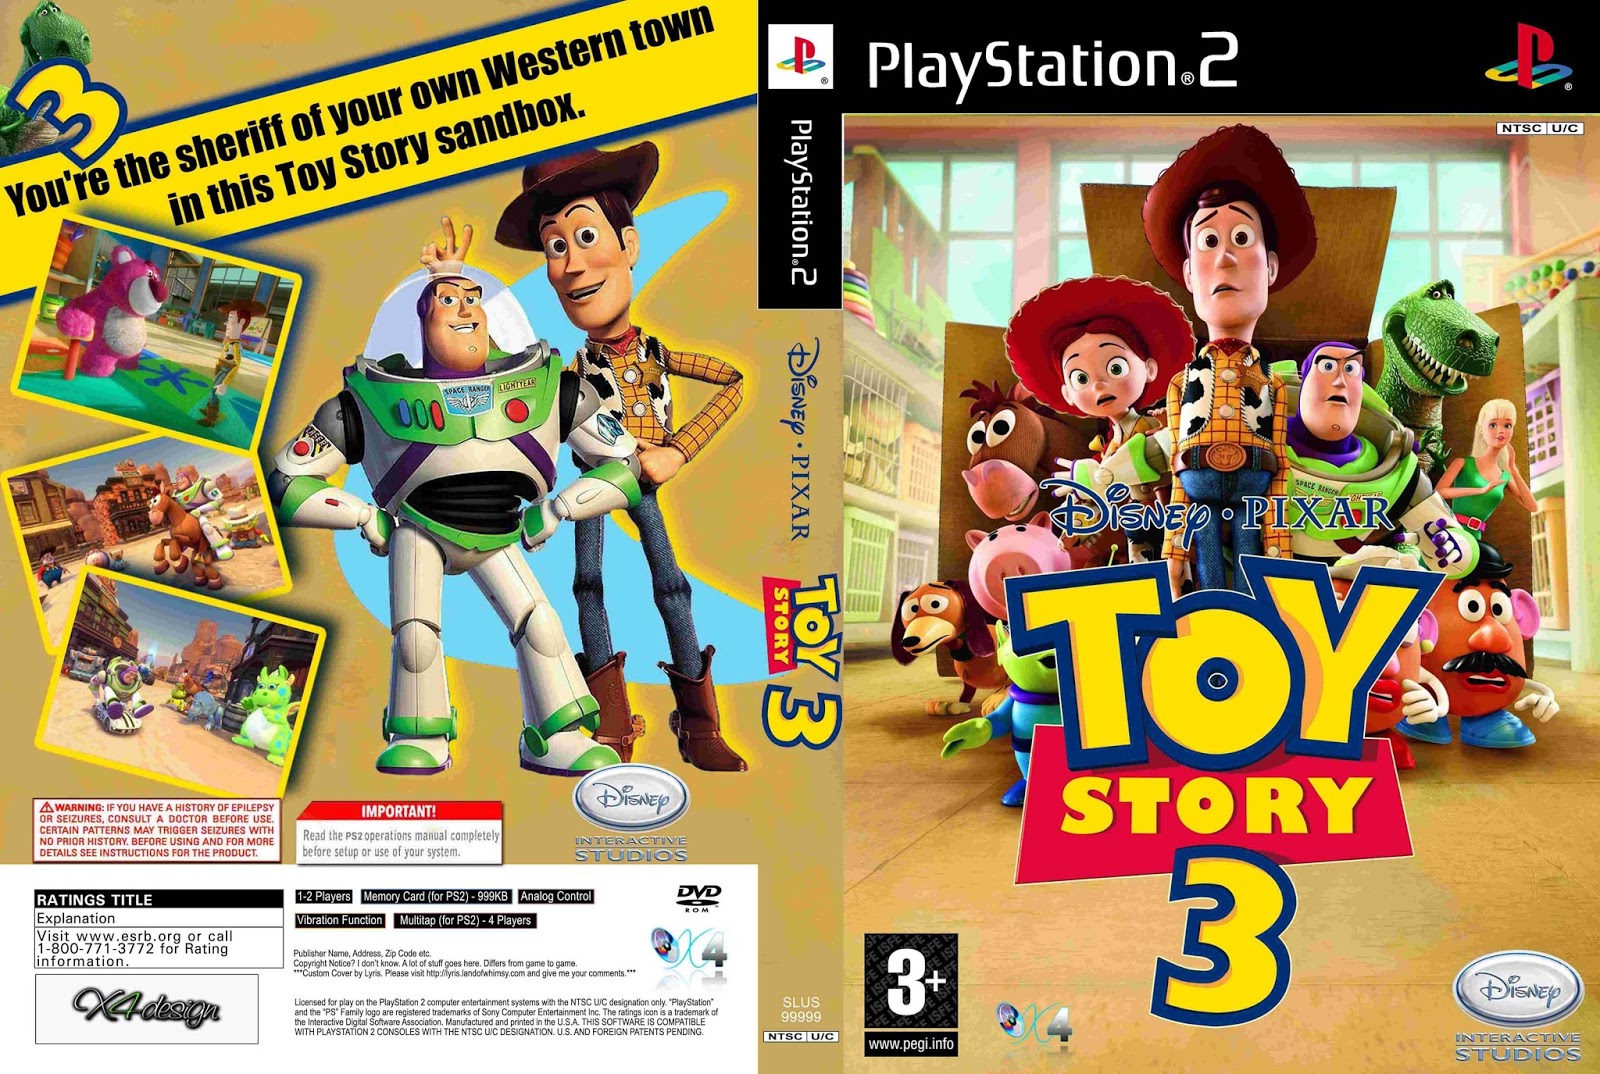 3
You're the sheriff of your own Western town
in this Toy Story sandbox.
SPACE RANGER
LIGHTYEAR
⚠WARNING: IF YOU HAVE A HISTORY OF EPILEPSY
OR SEIZURES, CONSULT A DOCTOR BEFORE USE.
CERTAIN PATTERNS MAY TRIGGER SEIZURES WITH
NO PRIOR HISTORY. BEFORE USING AND FOR MORE
DETAILS SEE INSTRUCTIONS FOR THE PRODUCT.
IMPORTANT!
Read the PS2 operations manual completely
before setup or use of your system.
Disney
INTERACTIVE
STUDIOS
RATINGS TITLE
Explanation
Visit www.esrb.org or call
1-800-771-3772 for Rating
information.
X4design
1-2 Players
Memory Card (for PS2) - 999KB
Analog Control
Vibration Function
Multitap (for PS2) - 4 Players
DVD
ROM
X4
Publisher Name, Address, Zip Code etc.
Copyright Notice? I don't know. A lot of stuff goes here. Differs from game to game.
***Custom Cover by Lyris. Please visit http://lyris.landofwhimsy.com and give me your comments.***
Licensed for play on the PlayStation 2 computer entertainment systems with the NTSC U/C designation only. "PlayStation"
and the "PS" Family logo are registered trademarks of Sony Computer Entertainment Inc. The ratings icon is a trademark of
the Interactive Digital Software Association. Manufactured and printed in the U.S.A. THIS SOFTWARE IS COMPATIBLE
WITH PLAYSTATION 2 CONSOLES WITH THE NTSC U/C DESIGNATION. U.S. AND FOREIGN PATENTS PENDING.
®
PlayStation®2
Disney · PIXAR
TOY
STORY
3
SLUS
99999
NTSC U/C
PlayStation®2
®
NTSC U/C
SPACE RANGER
Disney · PIXAR
TOY
STORY
3
ISFE
3+
www.pegi.info
X4
Disney
INTERACTIVE
STUDIOS